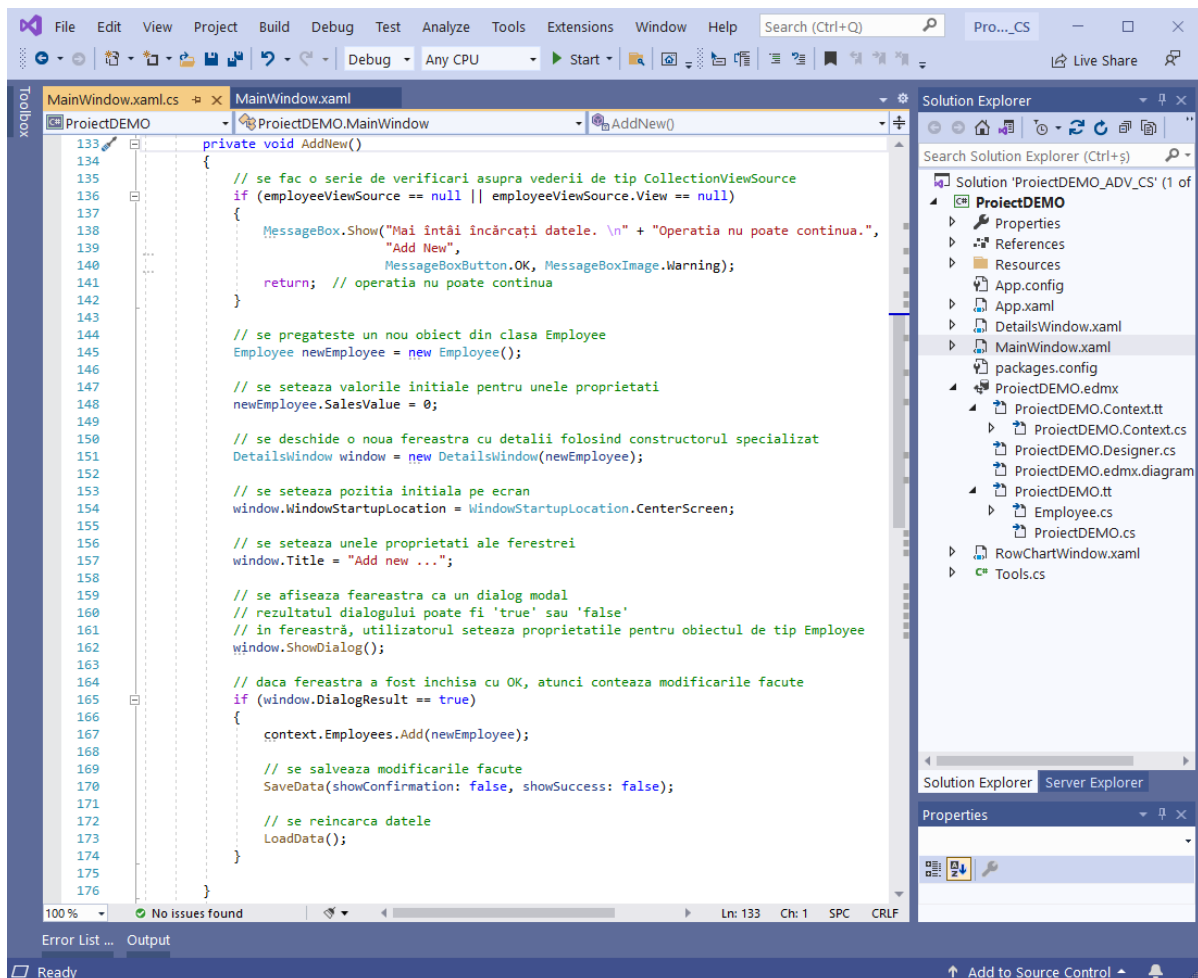 File Edit View Project Build Debug Test Analyze Tools Extensions Window Help Search (Ctrl+Q) Pro..._CS
Debug Any CPU Start Live Share
Toolbox
MainWindow.xaml.cs MainWindow.xaml
ProiectDEMO ProiectDEMO.MainWindow AddNew()
133 private void AddNew()
134 {
135 // se fac o serie de verificari asupra vederii de tip CollectionViewSource
136 if (employeeViewSource == null || employeeViewSource.View == null)
137 {
138 MessageBox.Show("Mai întâi încărcați datele. \n" + "Operatia nu poate continua.",
139 "Add New",
140 MessageBoxButton.OK, MessageBoxImage.Warning);
141 return; // operatia nu poate continua
142 }
143
144 // se pregateste un nou obiect din clasa Employee
145 Employee newEmployee = new Employee();
146
147 // se seteaza valorile initiale pentru unele proprietati
148 newEmployee.SalesValue = 0;
149
150 // se deschide o noua fereastra cu detalii folosind constructorul specializat
151 DetailsWindow window = new DetailsWindow(newEmployee);
152
153 // se seteaza pozitia initiala pe ecran
154 window.WindowStartupLocation = WindowStartupLocation.CenterScreen;
155
156 // se seteaza unele proprietati ale ferestrei
157 window.Title = "Add new ...";
158
159 // se afiseaza feareastra ca un dialog modal
160 // rezultatul dialogului poate fi 'true' sau 'false'
161 // in fereastră, utilizatorul seteaza proprietatile pentru obiectul de tip Employee
162 window.ShowDialog();
163
164 // daca fereastra a fost inchisa cu OK, atunci conteaza modificarile facute
165 if (window.DialogResult == true)
166 {
167 context.Employees.Add(newEmployee);
168
169 // se salveaza modificarile facute
170 SaveData(showConfirmation: false, showSuccess: false);
171
172 // se reincarca datele
173 LoadData();
174 }
175
176 }
100 % No issues found Ln: 133 Ch: 1 SPC CRLF
Solution Explorer
Search Solution Explorer (Ctrl+ș)
Solution 'ProiectDEMO_ADV_CS' (1 of
C# ProiectDEMO
Properties
References
Resources
App.config
App.xaml
DetailsWindow.xaml
MainWindow.xaml
packages.config
ProiectDEMO.edmx
ProiectDEMO.Context.tt
ProiectDEMO.Context.cs
ProiectDEMO.Designer.cs
ProiectDEMO.edmx.diagram
ProiectDEMO.tt
Employee.cs
ProiectDEMO.cs
RowChartWindow.xaml
C# Tools.cs
Solution Explorer Server Explorer
Properties
Error List ... Output
Ready Add to Source Control